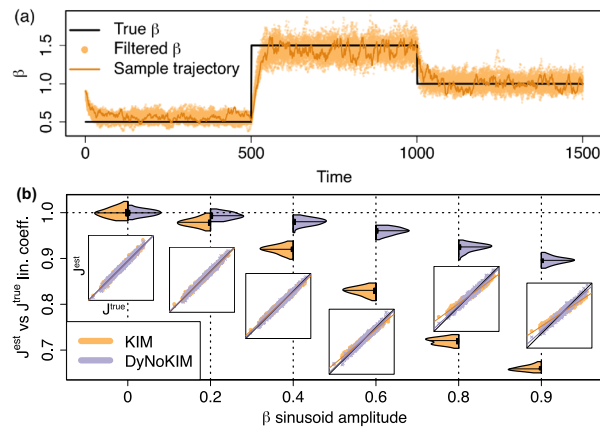 (a)
True β
Filtered β
Sample trajectory
β
1.5
1.0
0.5
0
500
1000
1500
Time
(b)
J^est vs J^true lin. coeff.
1.0
0.9
0.8
0.7
J^est
J^true
KIM
DyNoKIM
0
0.2
0.4
0.6
0.8
0.9
β sinusoid amplitude